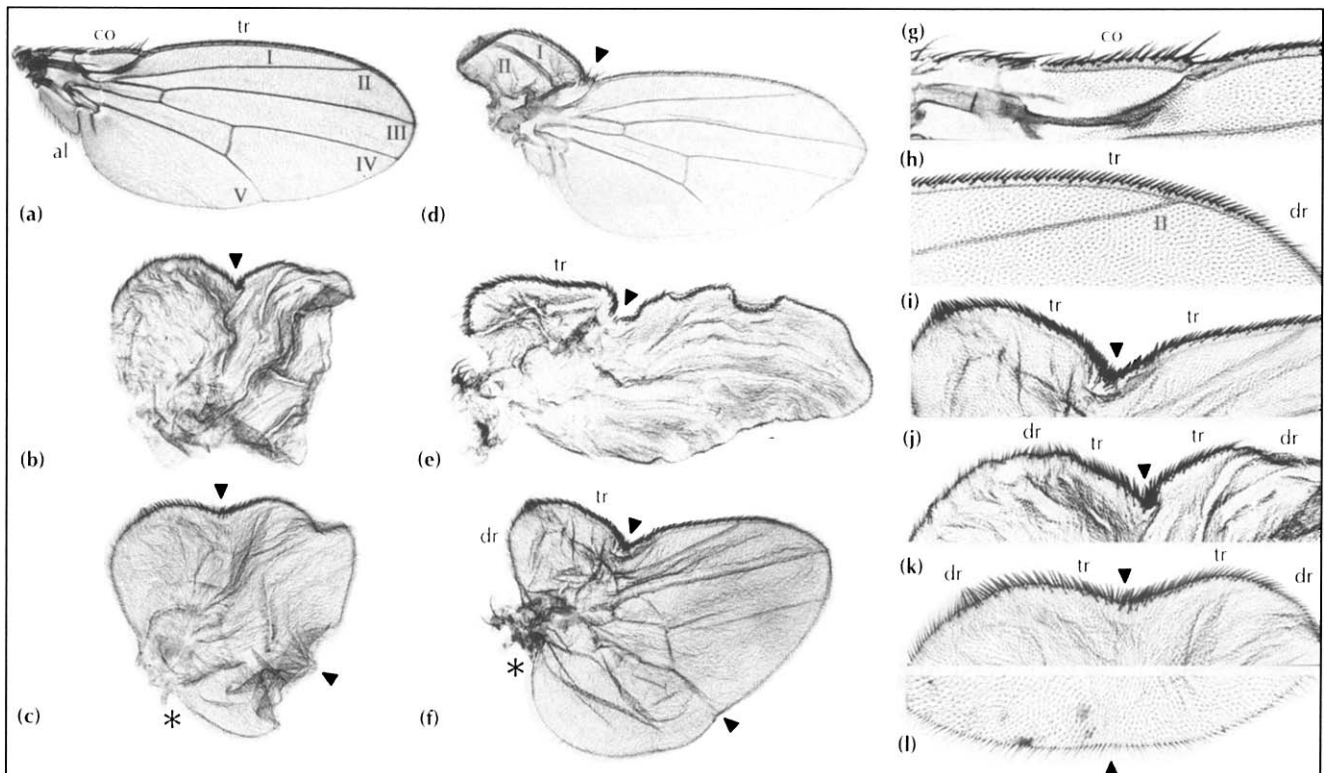 co
tr
I
II
III
IV
V
al
(a)
(b)
(c)
*
I
II
(d)
tr
(e)
tr
dr
*
(f)
(g)
co
(h)
tr
II
dr
(i)
tr
tr
(j)
dr
tr
tr
dr
(k)
dr
tr
tr
dr
(l)